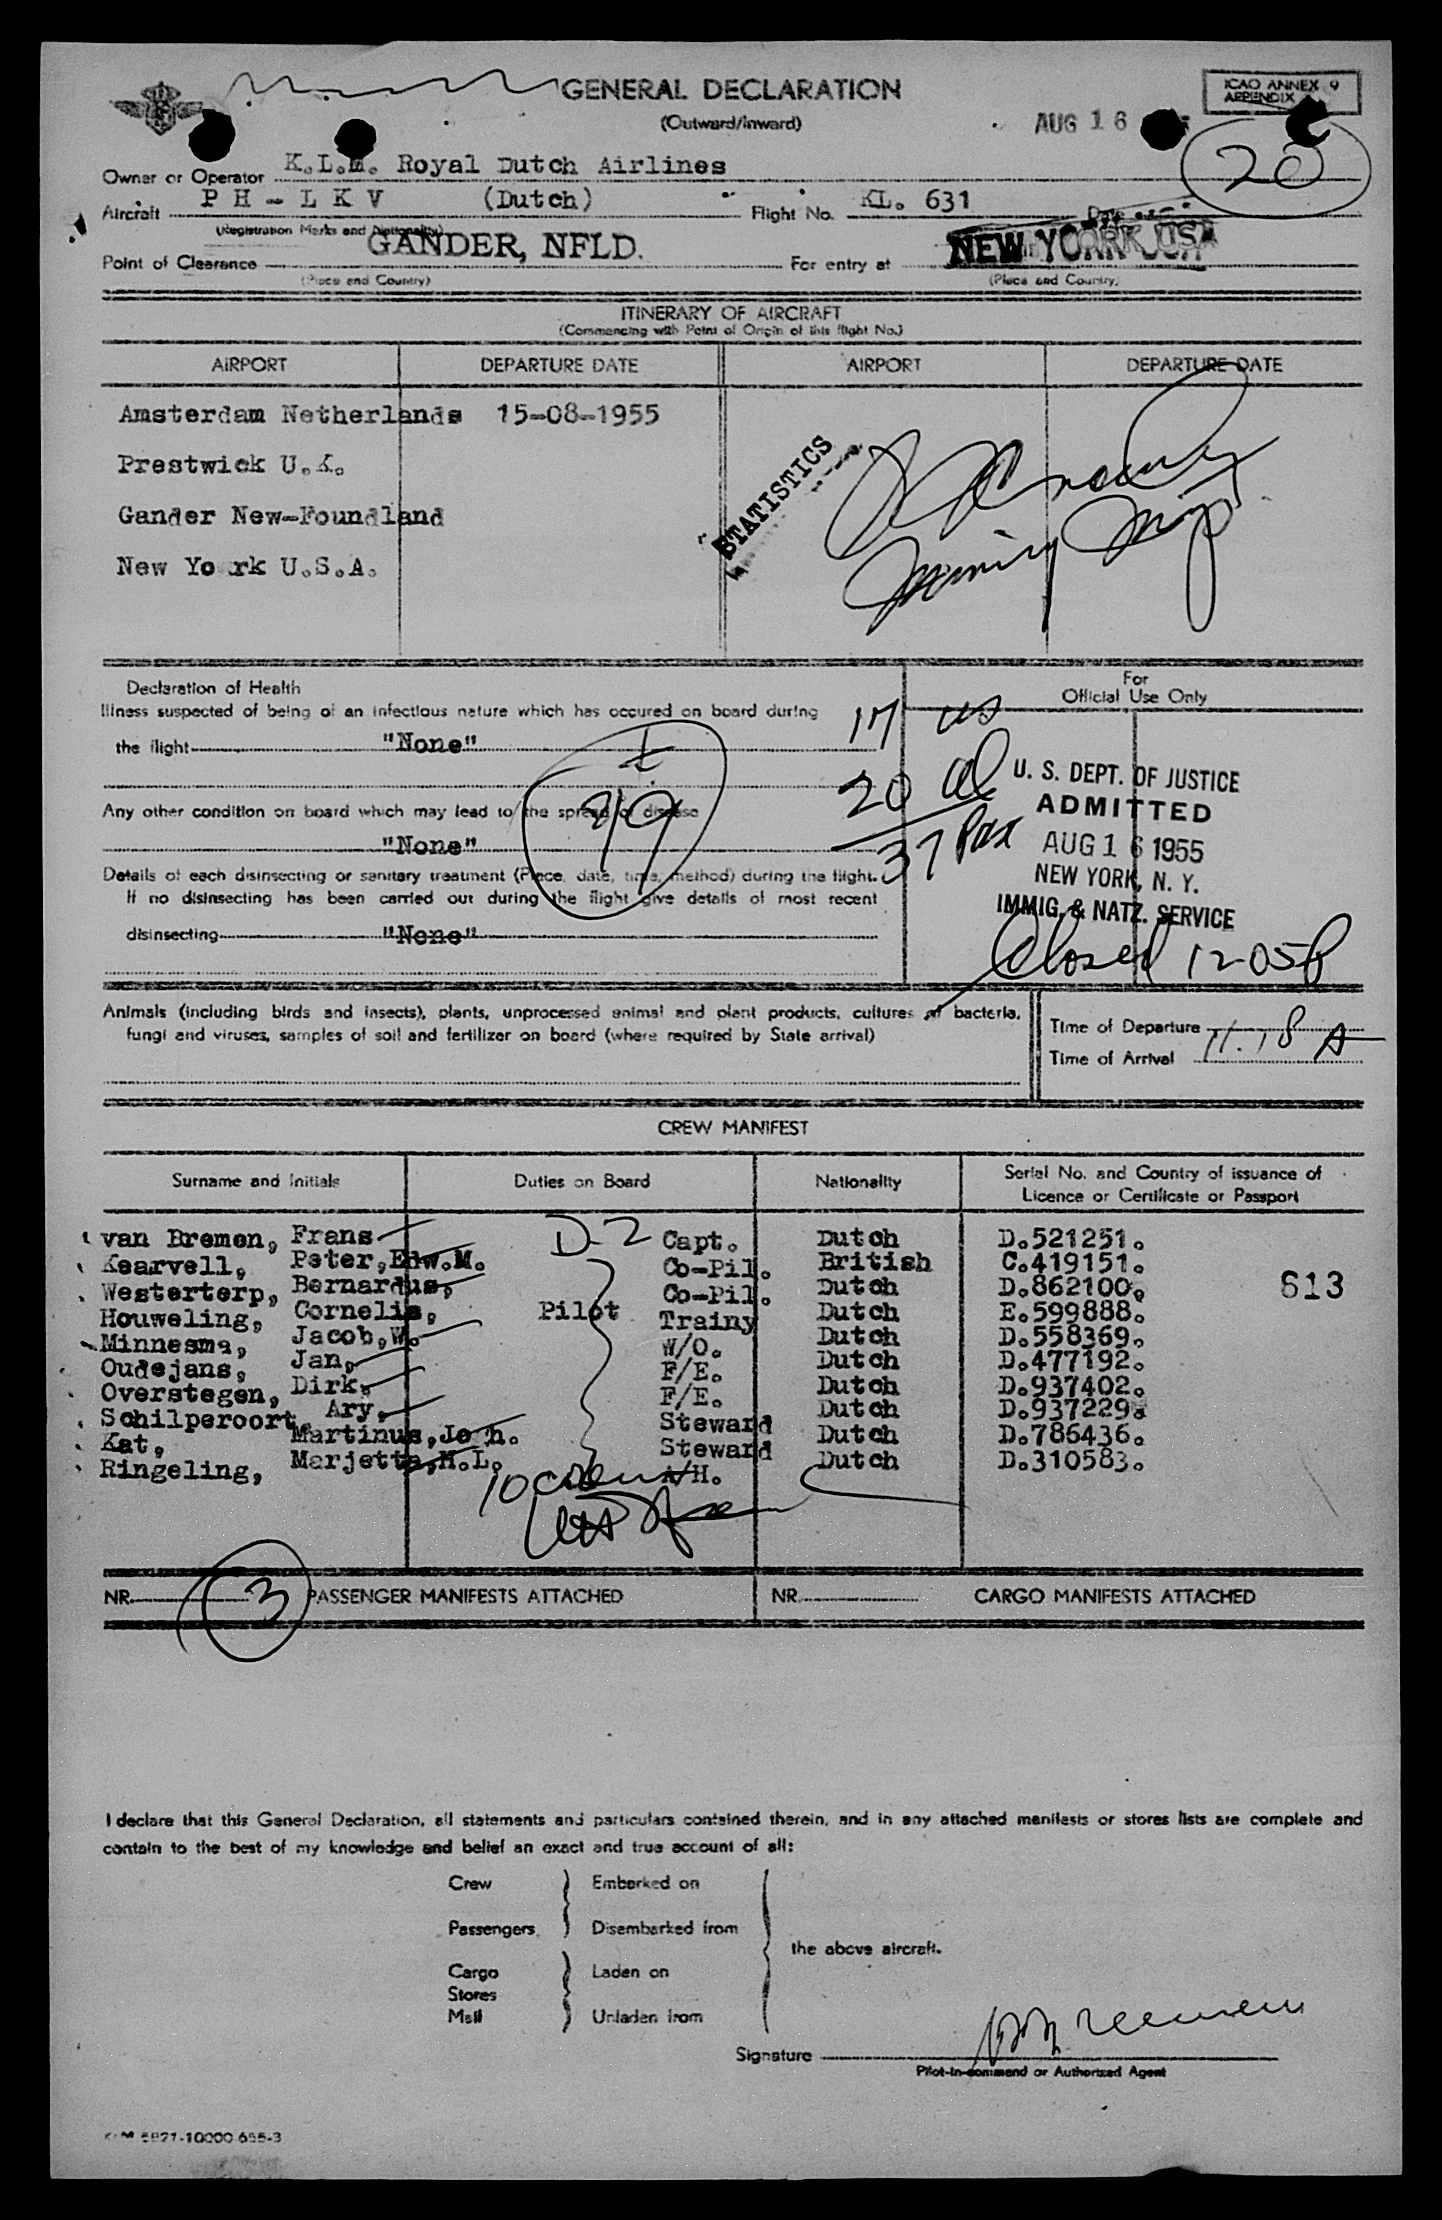 GENERAL DECLARATION
(Outward/Inward)
ICAO ANNEX 9
APPENDIX
AUG 16
20
Owner or Operator K.L.M. Royal Dutch Airlines
Aircraft PH-LKV (Dutch) Flight No. KL. 631 Date
(Registration Marks and Nationality)
Point of Clearance GANDER, NFLD. For entry at NEW YORK USA
(Place and Country) (Place and Country)
ITINERARY OF AIRCRAFT
(Commencing with Point of Origin of this flight No.)
AIRPORT DEPARTURE DATE AIRPORT DEPARTURE DATE
Amsterdam Netherlands 15-08-1955
Prestwick U.K.
Gander New-Foundland
New York U.S.A.
STATISTICS
Declaration of Health
Illness suspected of being of an infectious nature which has occured on board during
the flight "None"
Any other condition on board which may lead to the spread of disease
"None"
Details of each disinsecting or sanitary treatment (Place, date, time, method) during the flight.
If no disinsecting has been carried out during the flight give details of most recent
disinsecting "None"
For
Official Use Only
17 us
20 al
37 Pax
U. S. DEPT. OF JUSTICE
ADMITTED
AUG 16 1955
NEW YORK, N. Y.
IMMIG. & NATZ. SERVICE
Closed 12-05P
Animals (including birds and insects), plants, unprocessed animal and plant products, cultures of bacteria,
fungi and viruses, samples of soil and fertilizer on board (where required by State arrival)
Time of Departure
Time of Arrival
11.18 A
CREW MANIFEST
Surname and Initials Duties on Board Nationality Serial No. and Country of issuance of
Licence or Certificate or Passport
van Bremen, Frans D-2 Capt. Dutch D.521251.
Kearvell, Peter,Edw.M. Co-Pil. British C.419151.
Westerterp, Bernardus, Co-Pil. Dutch D.862100.
Houweling, Cornelis, Pilot Trainy Dutch E.599888.
Minnesma, Jacob,W. W/O. Dutch D.558369.
Oudejans, Jan, F/E. Dutch D.477192.
Overstegen, Dirk, F/E. Dutch D.937402.
Schilperoort, Ary, Steward Dutch D.937229.
Kat, Martinus,Joh. Steward Dutch D.786436.
Ringeling, Marjetta,M.L. A/H. Dutch D.310583.
613
10 crew
NR. 3 PASSENGER MANIFESTS ATTACHED NR. CARGO MANIFESTS ATTACHED
I declare that this General Declaration, all statements and particulars contained therein, and in any attached manifests or stores lists are complete and
contain to the best of my knowledge and belief an exact and true account of all:
Crew Embarked on
Passengers Disembarked from
the above aircraft.
Cargo Laden on
Stores
Mail Unladen from
Signature
Pilot-in-command or Authorized Agent